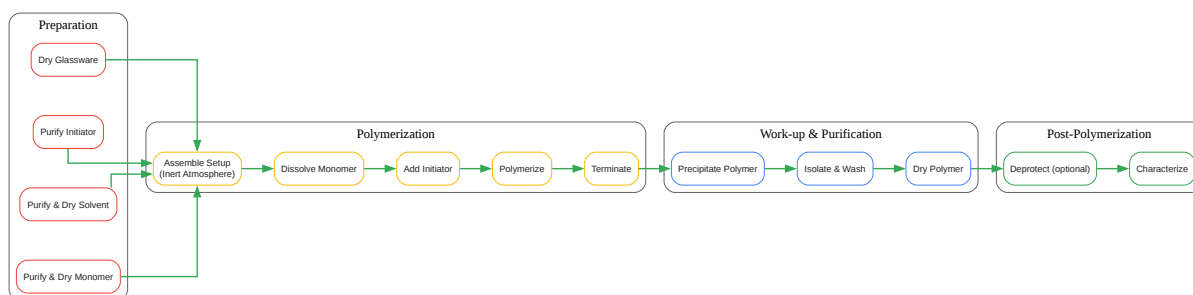 Preparation
Dry Glassware
Purify Initiator
Purify & Dry Solvent
Purify & Dry Monomer
Polymerization
Assemble Setup
(Inert Atmosphere)
Dissolve Monomer
Add Initiator
Polymerize
Terminate
Work-up & Purification
Precipitate Polymer
Isolate & Wash
Dry Polymer
Post-Polymerization
Deprotect (optional)
Characterize